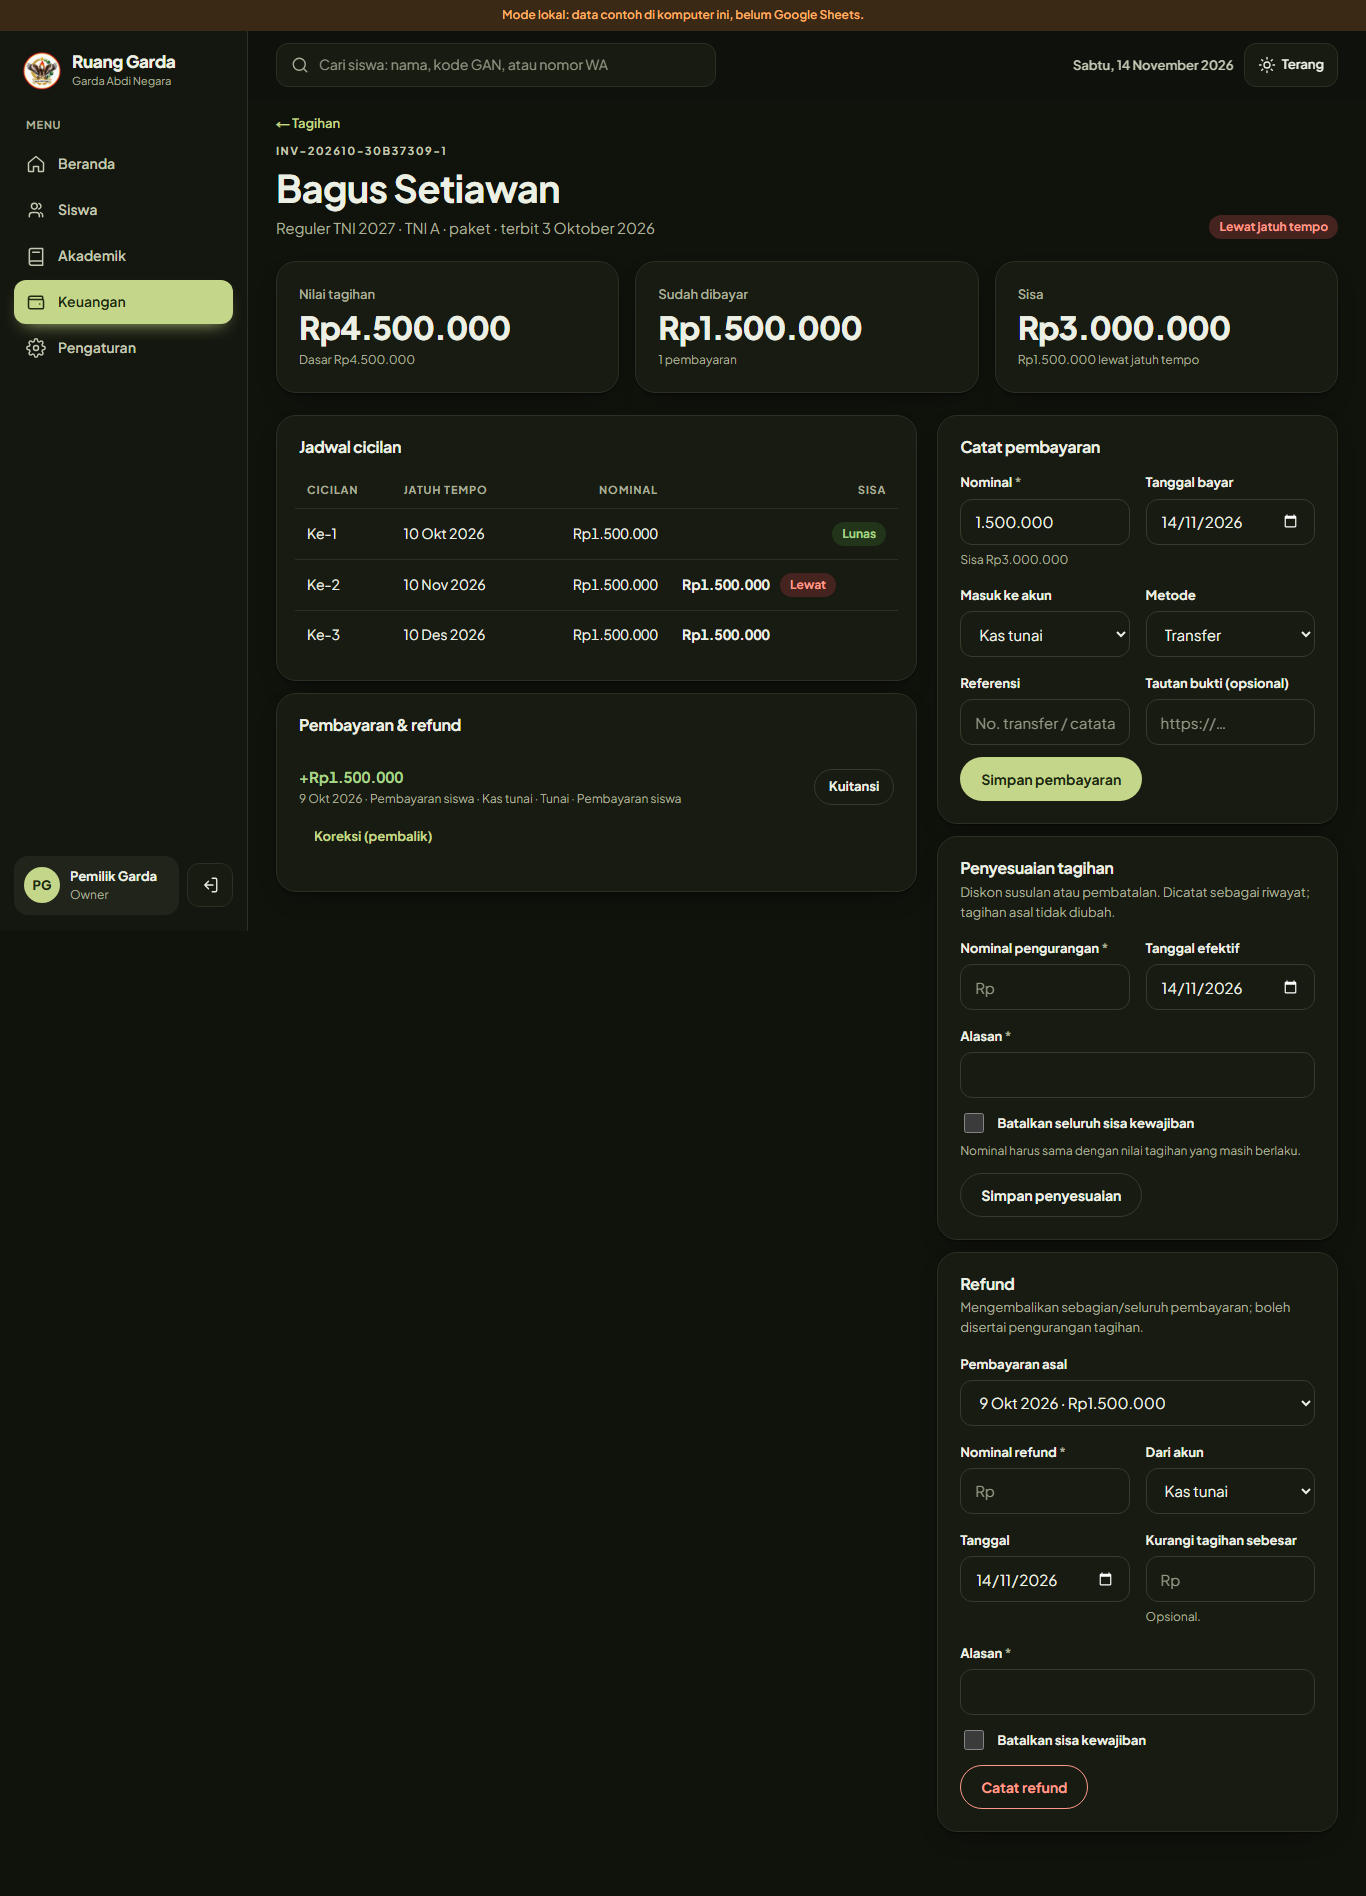 Mode lokal: data contoh di komputer ini, belum Google Sheets.
Ruang Garda
Garda Abdi Negara
MENU
Beranda
Siswa
Akademik
Keuangan
Pengaturan
PG
Pemilik Garda
Owner
Cari siswa: nama, kode GAN, atau nomor WA
Sabtu, 14 November 2026
Terang
← Tagihan
INV-202610-30B37309-1
Bagus Setiawan
Reguler TNI 2027 · TNI A · paket · terbit 3 Oktober 2026
Lewat jatuh tempo
Nilai tagihan
Rp4.500.000
Dasar Rp4.500.000
Sudah dibayar
Rp1.500.000
1 pembayaran
Sisa
Rp3.000.000
Rp1.500.000 lewat jatuh tempo
Jadwal cicilan
CICILAN JATUH TEMPO NOMINAL SISA
Ke-1 10 Okt 2026 Rp1.500.000 Lunas
Ke-2 10 Nov 2026 Rp1.500.000 Rp1.500.000 Lewat
Ke-3 10 Des 2026 Rp1.500.000 Rp1.500.000
Pembayaran & refund
+Rp1.500.000
9 Okt 2026 · Pembayaran siswa · Kas tunai · Tunai · Pembayaran siswa
Kuitansi
Koreksi (pembalik)
Catat pembayaran
Nominal * Tanggal bayar
1.500.000 14/11/2026
Sisa Rp3.000.000
Masuk ke akun Metode
Kas tunai Transfer
Referensi Tautan bukti (opsional)
No. transfer / catata https://…
Simpan pembayaran
Penyesuaian tagihan
Diskon susulan atau pembatalan. Dicatat sebagai riwayat;
tagihan asal tidak diubah.
Nominal pengurangan * Tanggal efektif
Rp 14/11/2026
Alasan *
Batalkan seluruh sisa kewajiban
Nominal harus sama dengan nilai tagihan yang masih berlaku.
Simpan penyesuaian
Refund
Mengembalikan sebagian/seluruh pembayaran; boleh
disertai pengurangan tagihan.
Pembayaran asal
9 Okt 2026 · Rp1.500.000
Nominal refund * Dari akun
Rp Kas tunai
Tanggal Kurangi tagihan sebesar
14/11/2026 Rp
Opsional.
Alasan *
Batalkan sisa kewajiban
Catat refund